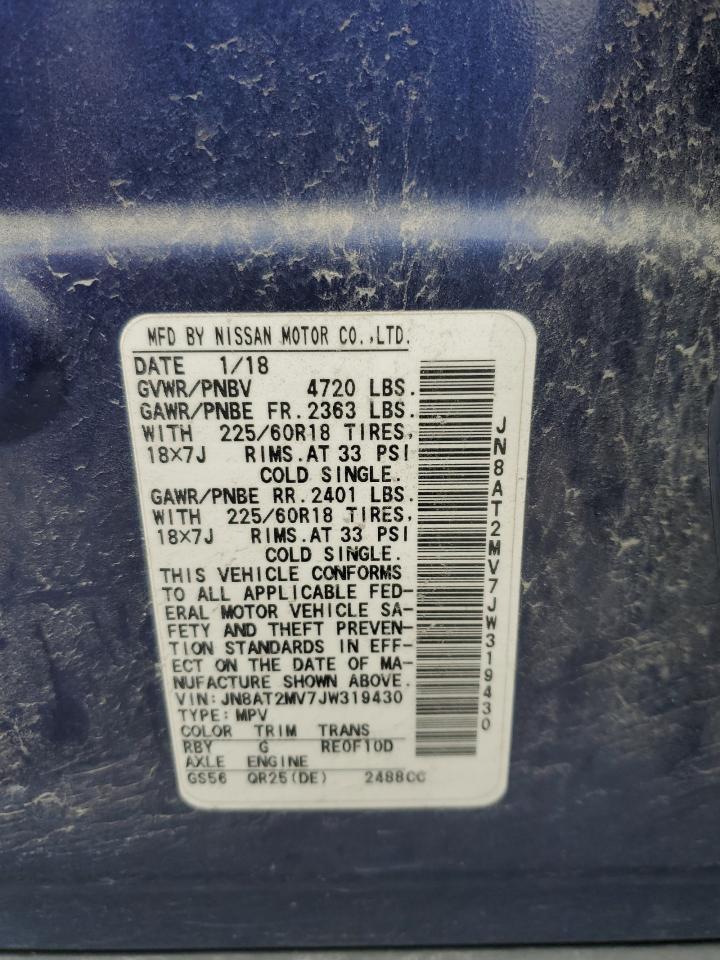 MFD BY NISSAN MOTOR CO.,LTD.
DATE 1/18
GVWR/PNBV 4720 LBS.
GAWR/PNBE FR. 2363 LBS.
WITH 225/60R18 TIRES,
18×7J RIMS. AT 33 PSI
COLD SINGLE.
GAWR/PNBE RR. 2401 LBS.
WITH 225/60R18 TIRES,
18×7J RIMS. AT 33 PSI
COLD SINGLE.
THIS VEHICLE CONFORMS
TO ALL APPLICABLE FED-
ERAL MOTOR VEHICLE SA-
FETY AND THEFT PREVEN-
TION STANDARDS IN EFF-
ECT ON THE DATE OF MA-
NUFACTURE SHOWN ABOVE.
VIN:JN8AT2MV7JW319430
TYPE:MPV
COLOR TRIM TRANS
RBY G RE0F10D
AXLE ENGINE
GS56 QR25(DE) 2488CC
JN8AT2MV7JW319430